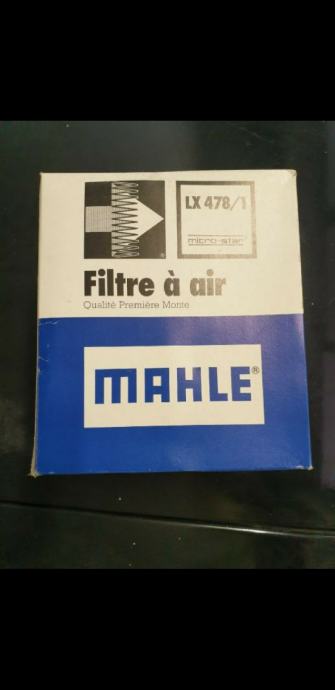 LX 478/1
micro-star
Filtre à air
Qualité Première Monte
MAHLE®